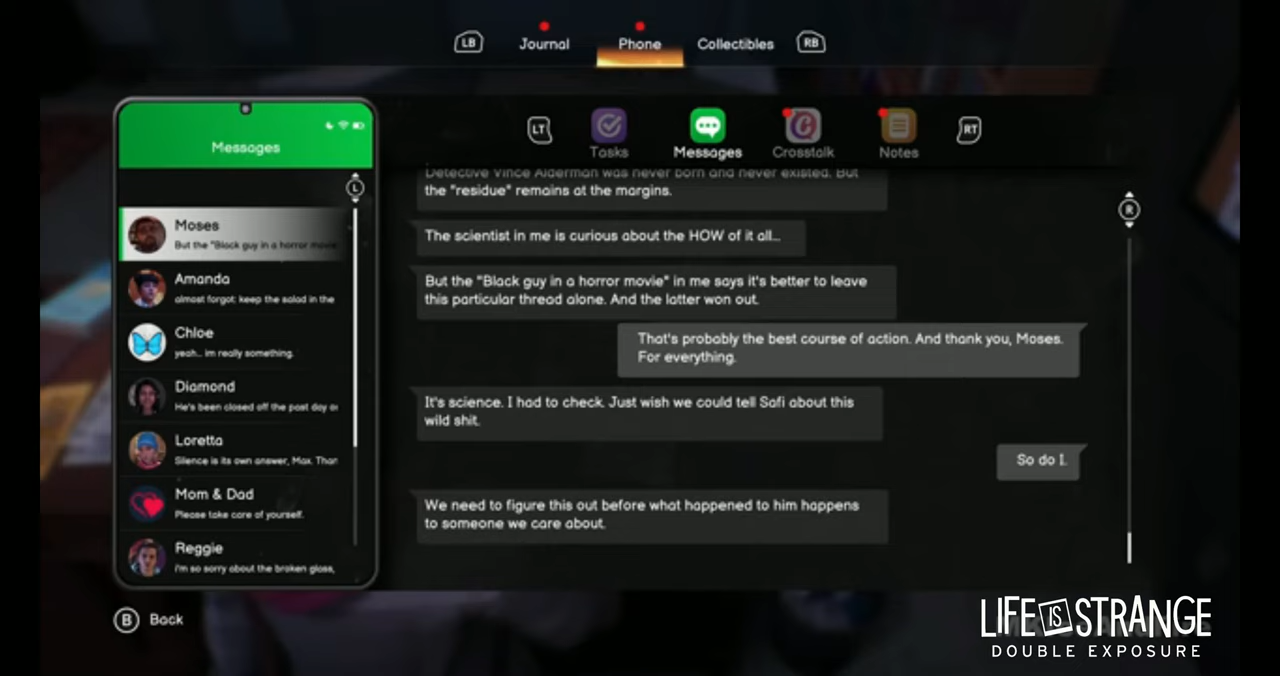 LB Journal Phone Collectibles RB
Messages
LT Tasks Messages Crosstalk Notes RT
L
Moses
But the "Black guy in a horror movie
Amanda
almost forgot: keep the salad in the
Chloe
yeah.. im really something.
Diamond
He's been closed off the past day or
Loretta
Silence is its own answer, Max. Than
Mom & Dad
Please take care of yourself.
Reggie
I'm so sorry about the broken glass,
Detective Vince Alderman was never born and never existed. But
the "residue" remains at the margins.
R
The scientist in me is curious about the HOW of it all...
But the "Black guy in a horror movie" in me says it's better to leave
this particular thread alone. And the latter won out.
That's probably the best course of action. And thank you, Moses.
For everything.
It's science. I had to check. Just wish we could tell Safi about this
wild shit.
So do I.
We need to figure this out before what happened to him happens
to someone we care about.
B Back
LIFE IS STRANGE
DOUBLE EXPOSURE